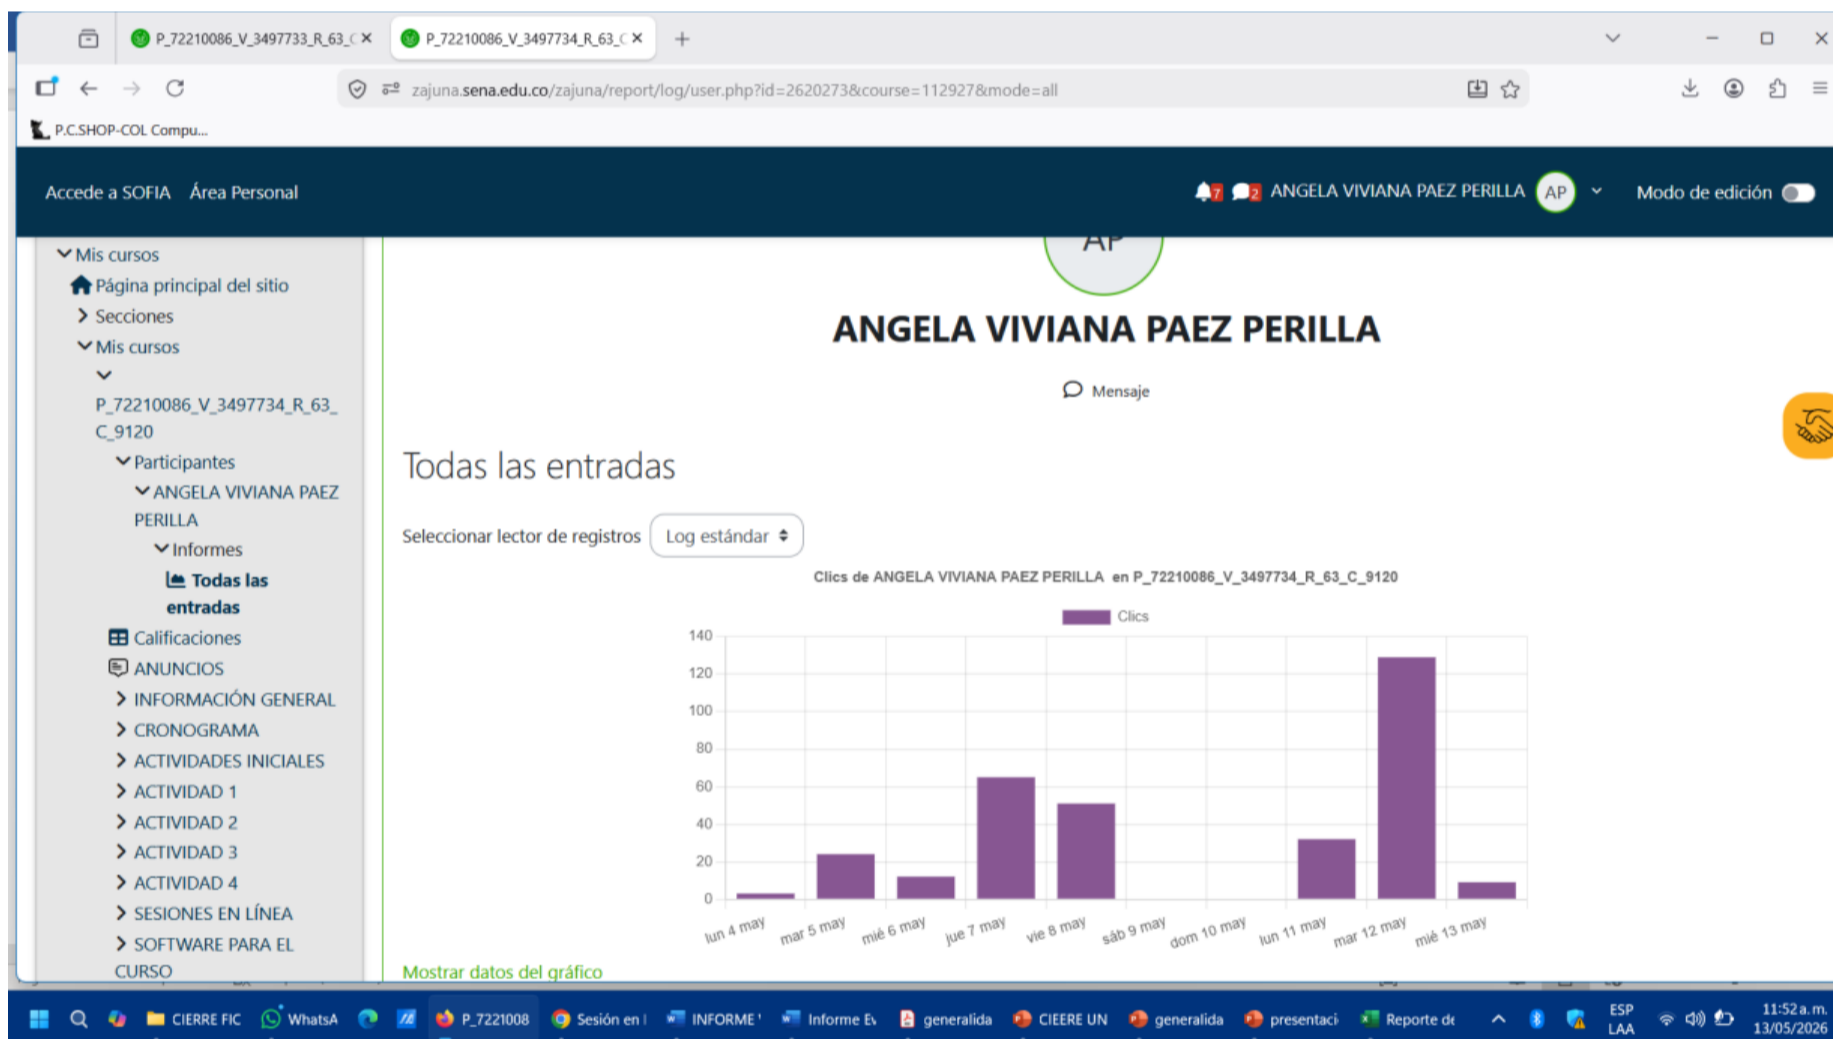 P_72210086_V_3497733_R_63_C
P_72210086_V_3497734_R_63_C
zajuna.sena.edu.co/zajuna/report/log/user.php?id=2620273&course=112927&mode=all
P.C.SHOP-COL Compu...
Accede a SOFIA Área Personal
7 2 ANGELA VIVIANA PAEZ PERILLA AP Modo de edición
Mis cursos
Página principal del sitio
Secciones
Mis cursos
P_72210086_V_3497734_R_63_
C_9120
Participantes
ANGELA VIVIANA PAEZ
PERILLA
Informes
Todas las
entradas
Calificaciones
ANUNCIOS
INFORMACIÓN GENERAL
CRONOGRAMA
ACTIVIDADES INICIALES
ACTIVIDAD 1
ACTIVIDAD 2
ACTIVIDAD 3
ACTIVIDAD 4
SESIONES EN LÍNEA
SOFTWARE PARA EL
CURSO
AP
ANGELA VIVIANA PAEZ PERILLA
Mensaje
Todas las entradas
Seleccionar lector de registros Log estándar
Clics de ANGELA VIVIANA PAEZ PERILLA en P_72210086_V_3497734_R_63_C_9120
Clics
140
120
100
80
60
40
20
0
lun 4 may mar 5 may mié 6 may jue 7 may vie 8 may sáb 9 may dom 10 may lun 11 may mar 12 may mié 13 may
Mostrar datos del gráfico
CIERRE FIC WhatsA P_7221008 Sesión en INFORME Informe Ev generalida CIEERE UN generalida presentaci Reporte de
ESP
LAA
11:52 a. m.
13/05/2026